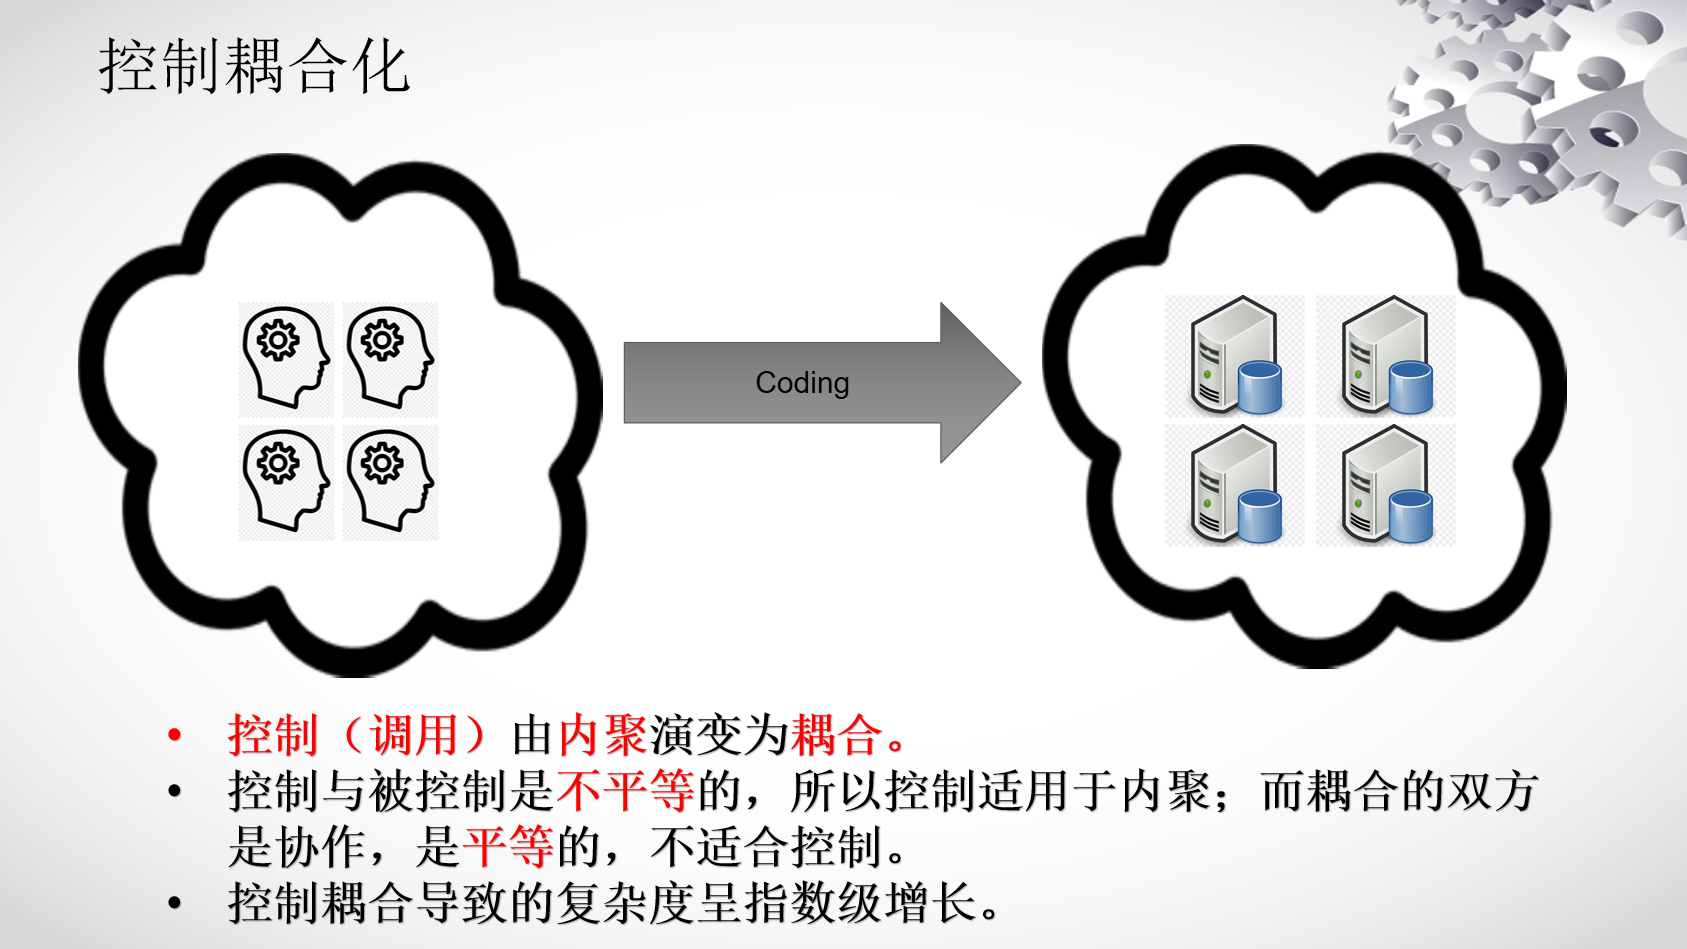 控制耦合化
Coding
• 控制（调用）由内聚演变为耦合。
• 控制与被控制是不平等的，所以控制适用于内聚；而耦合的双方
是协作，是平等的，不适合控制。
• 控制耦合导致的复杂度呈指数级增长。